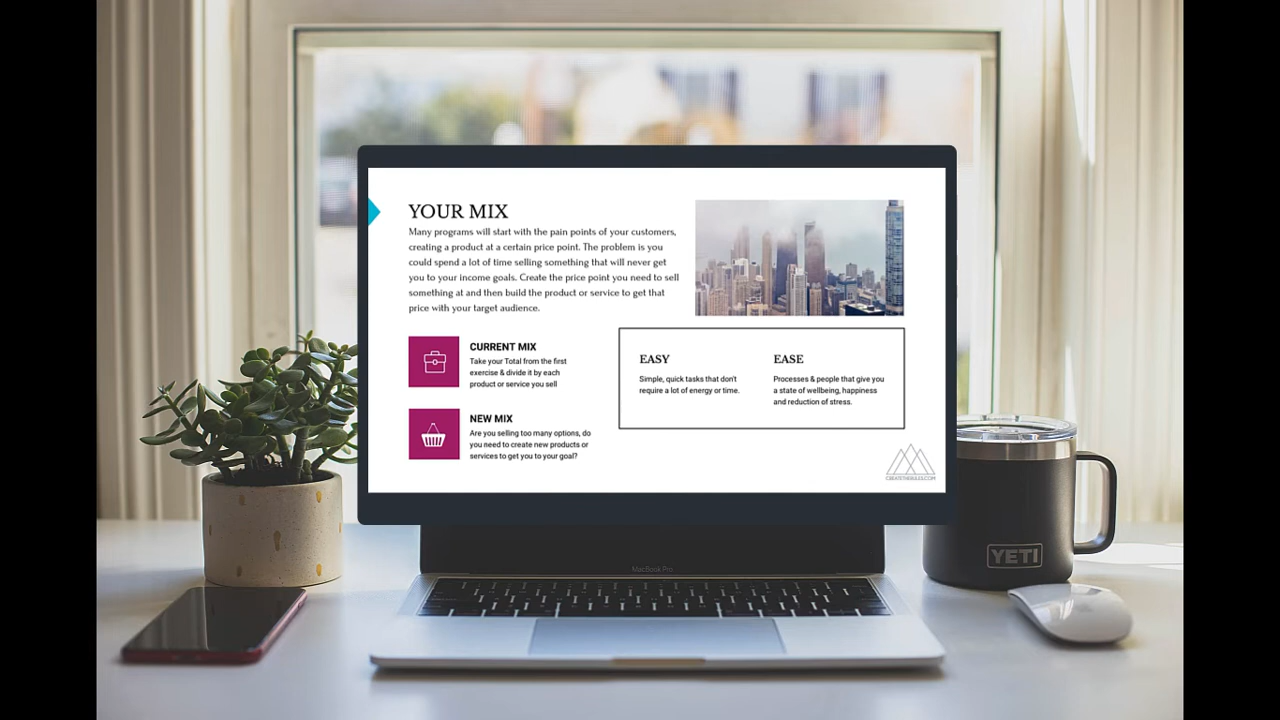 YOUR MIX
Many programs will start with the pain points of your customers,
creating a product at a certain price point. The problem is you
could spend a lot of time selling something that will never get
you to your income goals. Create the price point you need to sell
something at and then build the product or service to get that
price with your target audience.
CURRENT MIX
Take your Total from the first
exercise & divide it by each
product or service you sell
NEW MIX
Are you selling too many options, do
you need to create new products or
services to get you to your goal?
EASY
Simple, quick tasks that don't
require a lot of energy or time.
EASE
Processes & people that give you
a state of wellbeing, happiness
and reduction of stress.
CREATETHERULES.COM
MacBook Pro
YETI